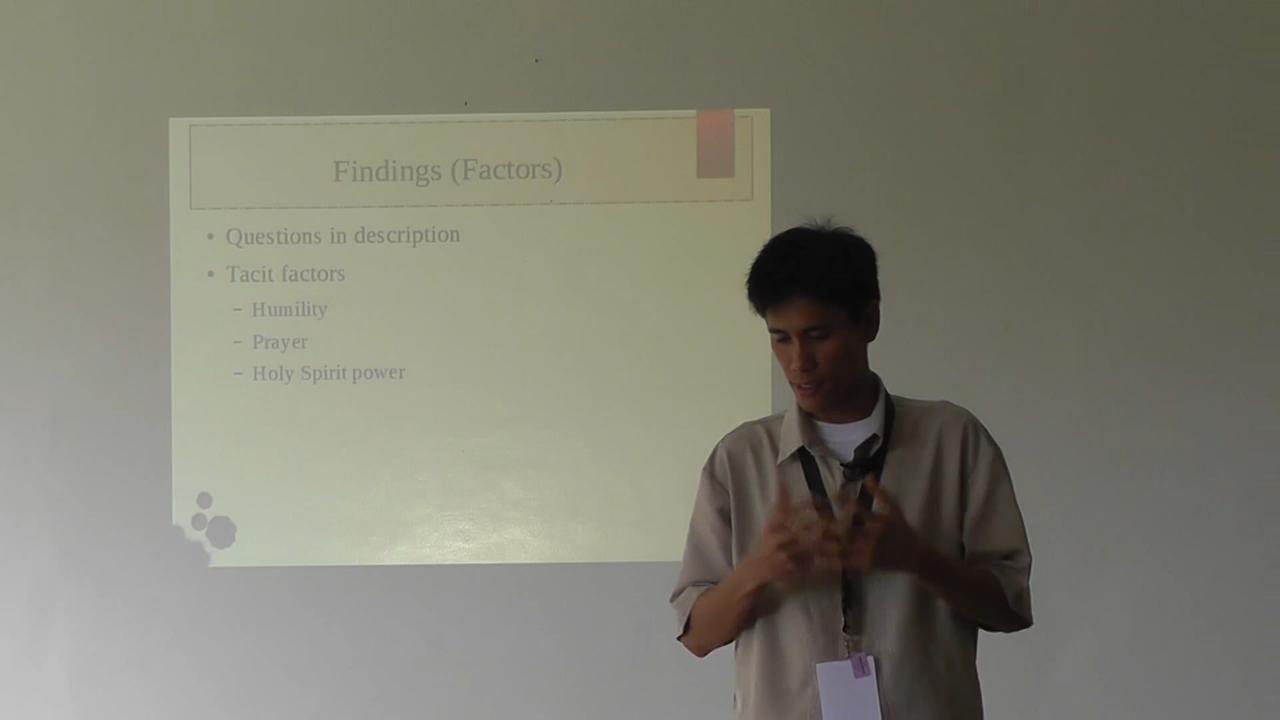 Findings (Factors)
• Questions in description
• Tacit factors
– Humility
– Prayer
– Holy Spirit power